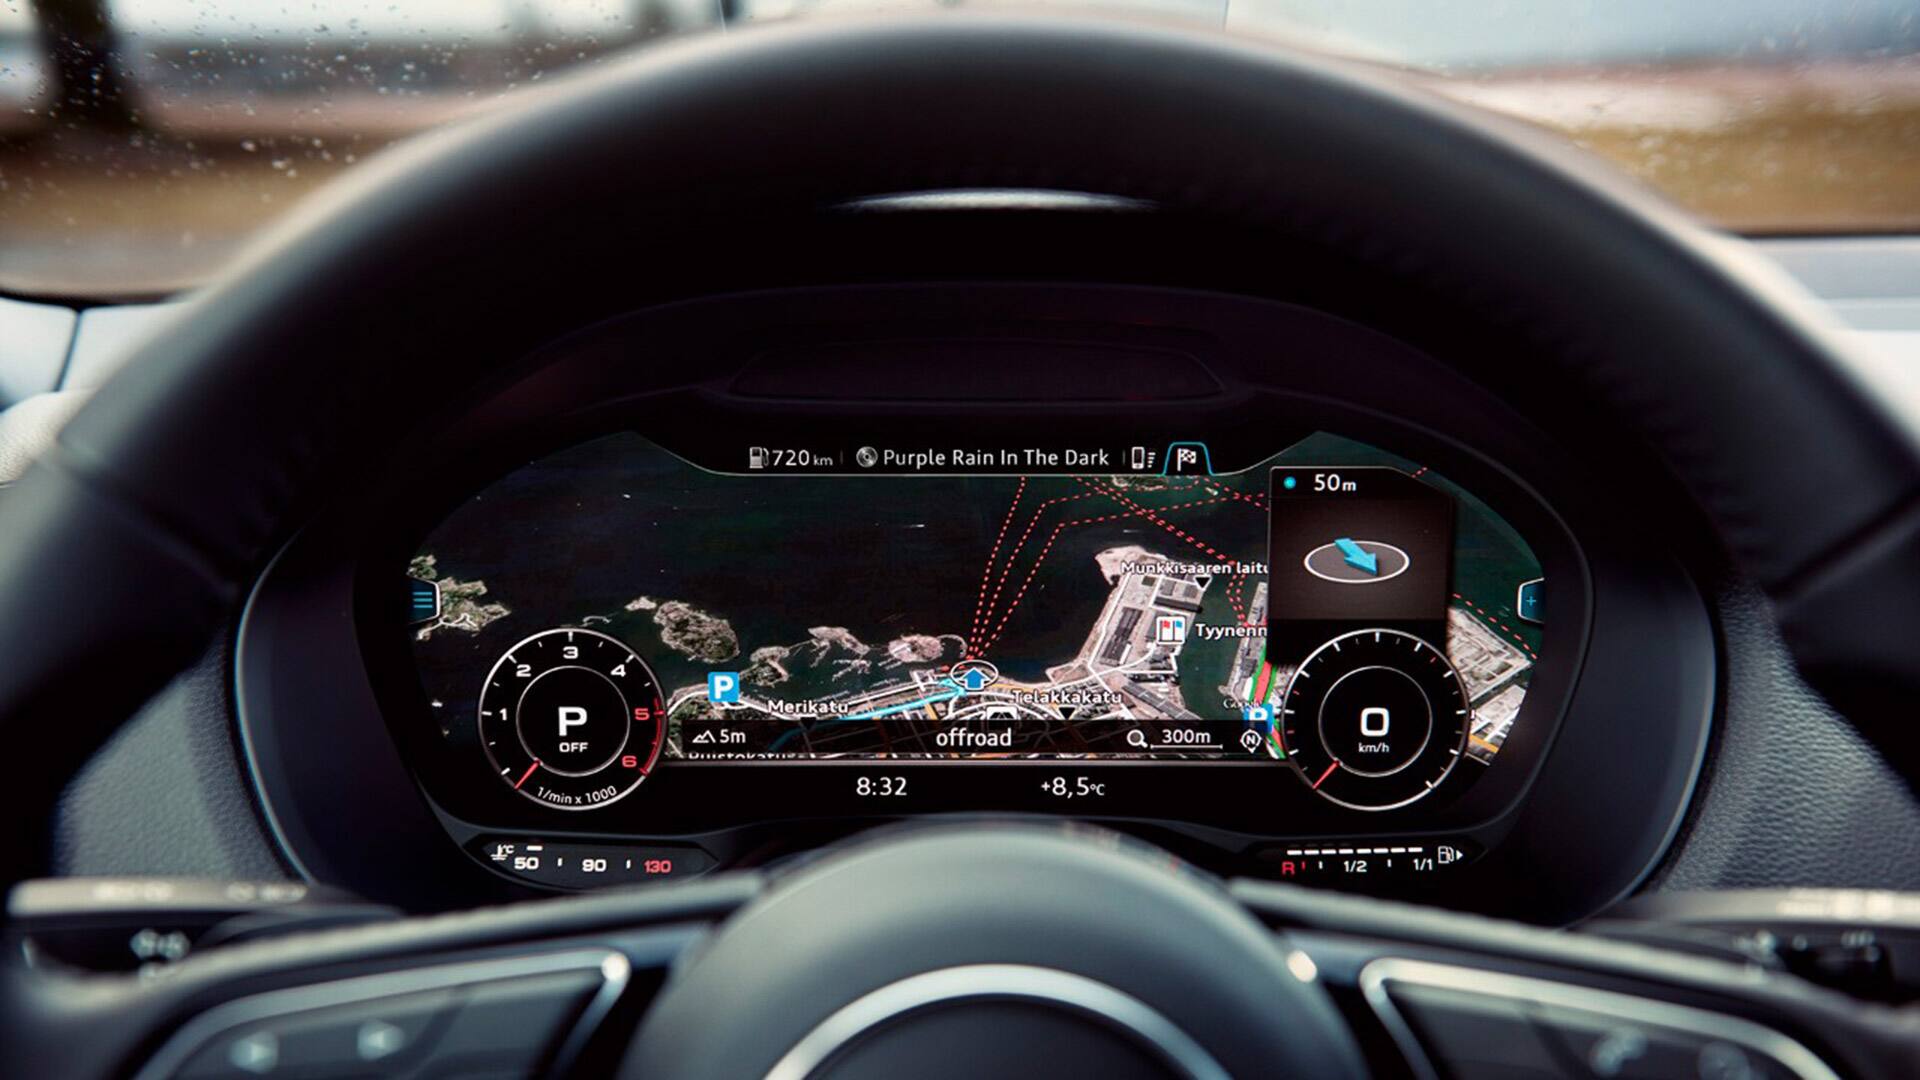 720 km Purple Rain In The Dark
50m
Munkkisaaren laitu
Tyynenn
P
Merikatu
Telakkakatu
Google
P
5m offroad 300m N
8:32 +8,5°C
1 2 3 4 5 6
P
OFF
1/min x 1000
0
km/h
°C 50 90 130
R 1/2 1/1